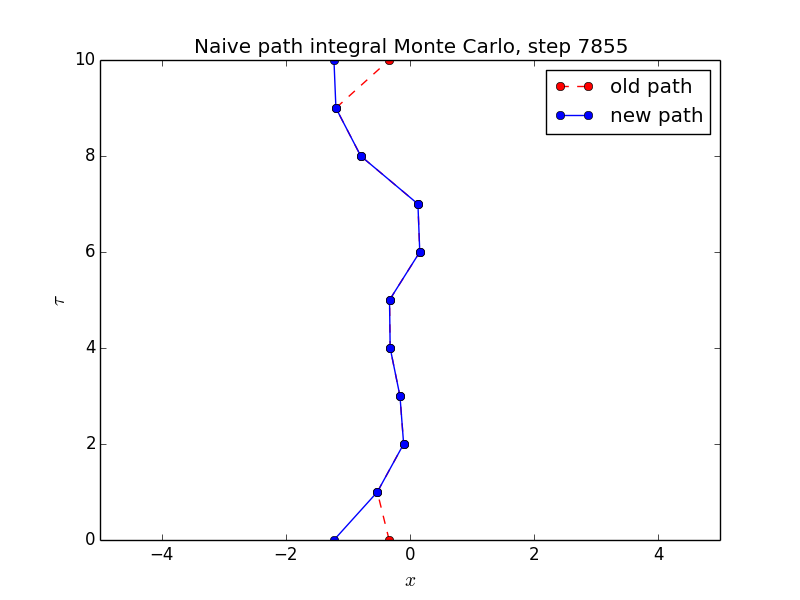 Naive path integral Monte Carlo, step 7855
old path
new path
10
8
6
4
2
0
τ
−4 −2 0 2 4
x